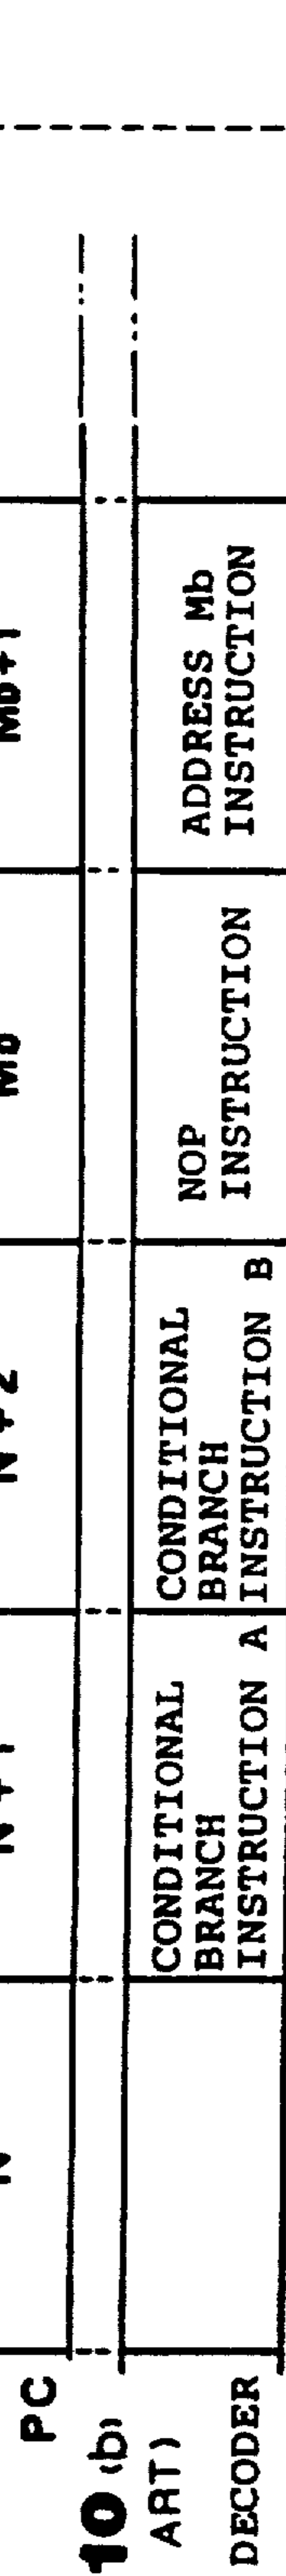 N+1
N+2
Mb
Mb+1
PC
10 (b)
ART)
DECODER
CONDITIONAL
BRANCH
INSTRUCTION A
CONDITIONAL
BRANCH
INSTRUCTION B
NOP
INSTRUCTION
ADDRESS Mb
INSTRUCTION